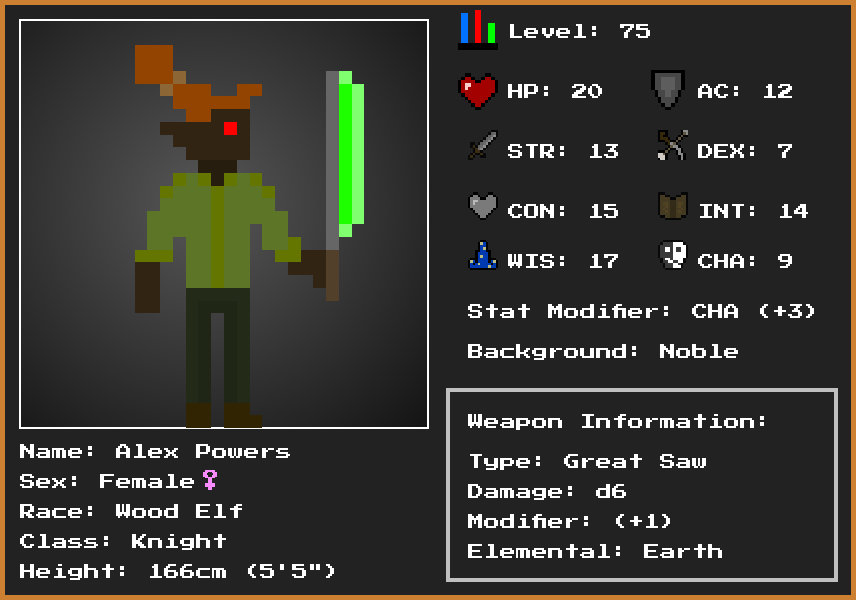 Level: 75
HP: 20 AC: 12
STR: 13 DEX: 7
CON: 15 INT: 14
WIS: 17 CHA: 9
Stat Modifier: CHA (+3)
Background: Noble
Weapon Information:
Type: Great Saw
Damage: d6
Modifier: (+1)
Elemental: Earth
Name: Alex Powers
Sex: Female♀
Race: Wood Elf
Class: Knight
Height: 166cm (5'5")